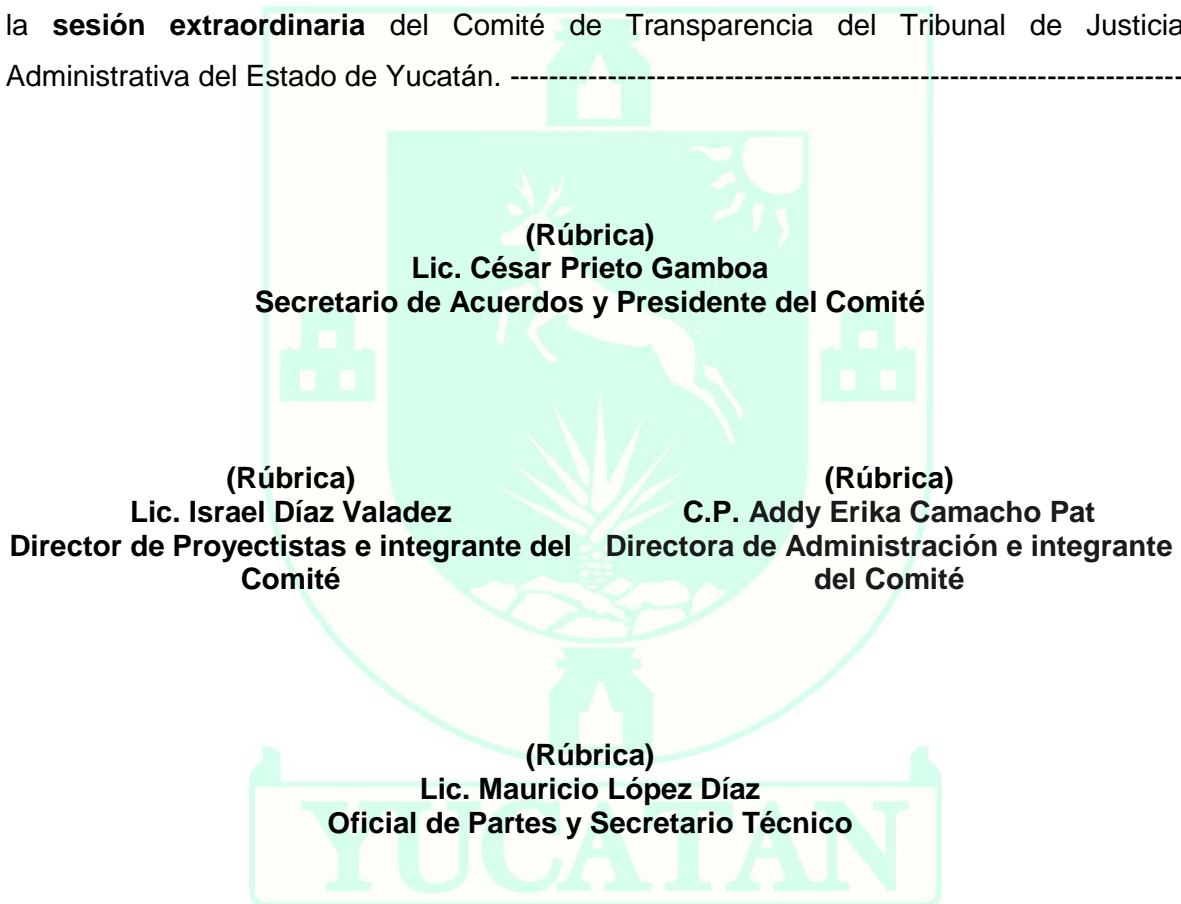 la sesión extraordinaria del Comité de Transparencia del Tribunal de Justicia
Administrativa del Estado de Yucatán. -----------------------------------------------------------------------
(Rúbrica)
Lic. César Prieto Gamboa
Secretario de Acuerdos y Presidente del Comité
(Rúbrica)
Lic. Israel Díaz Valadez
Director de Proyectistas e integrante del
Comité
(Rúbrica)
C.P. Addy Erika Camacho Pat
Directora de Administración e integrante
del Comité
(Rúbrica)
Lic. Mauricio López Díaz
Oficial de Partes y Secretario Técnico
YUCATAN